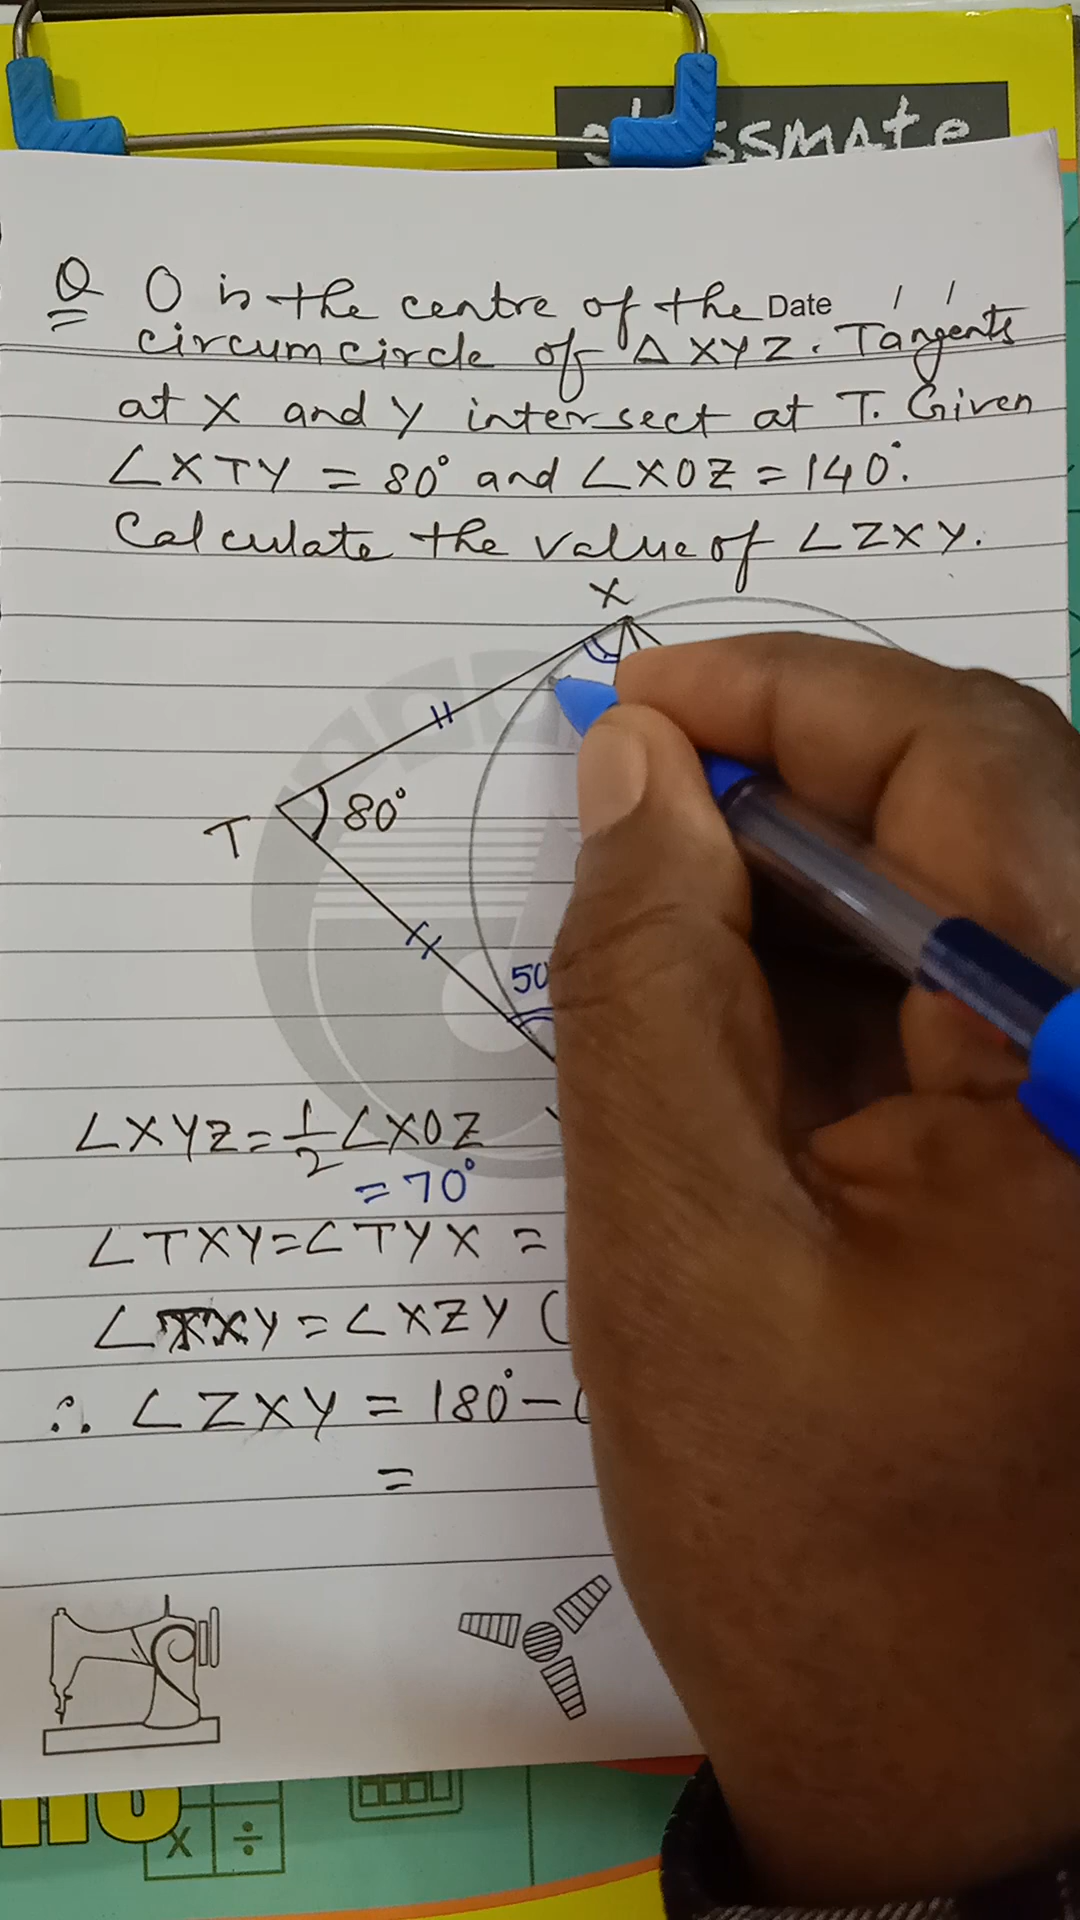 classmate
Q O is the centre of the Date / /
circumcircle of Δ XYZ. Tangents
at X and Y intersect at T. Given
∠XTY = 80° and ∠XOZ = 140°.
Calculate the value of ∠ZXY.
X
T 80°
50
∠XYZ = 1/2 ∠XOZ
= 70°
∠TXY = ∠TYX =
∠TXY = ∠XZY (
∴ ∠ZXY = 180° - (
=
x ÷